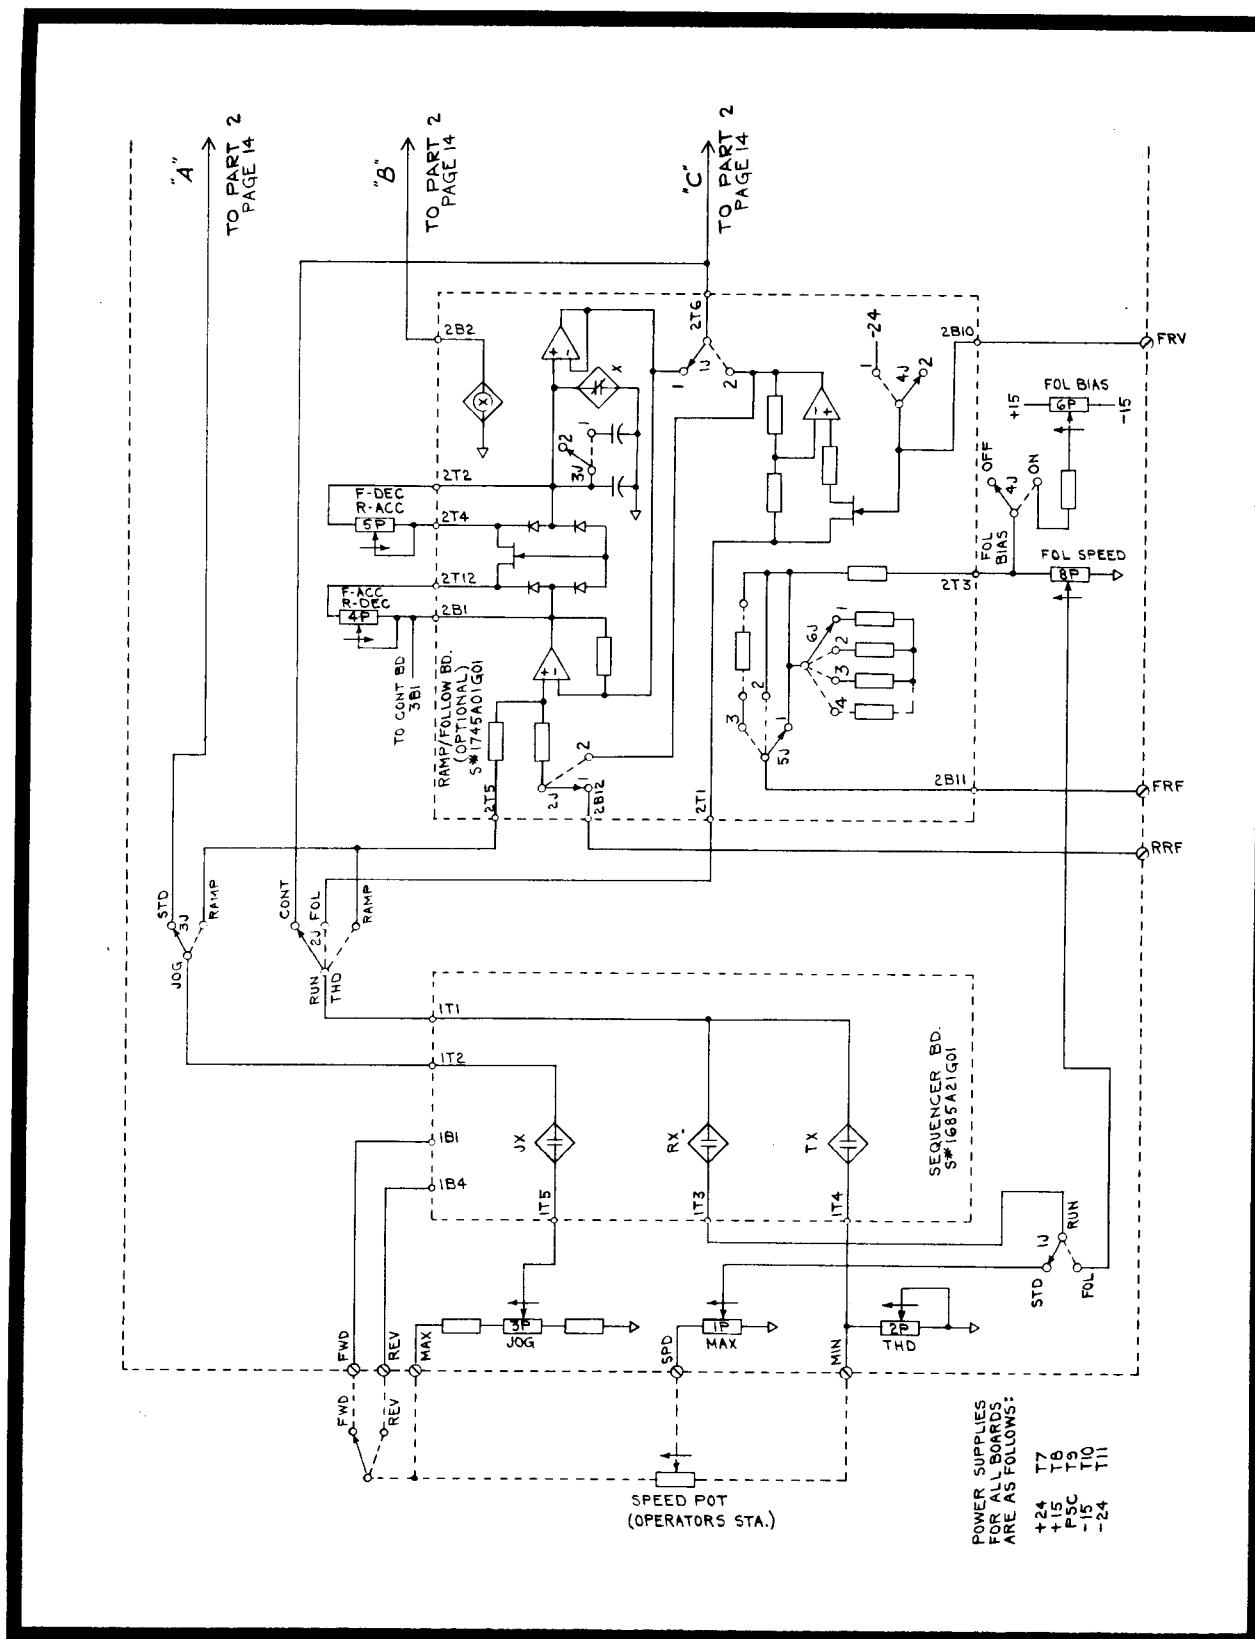 "A"
TO PART 2
PAGE 14
"B"
TO PART 2
PAGE 14
"C"
TO PART 2
PAGE 14
2B2
2T6
2B10
FRV
-24
1
4J
2
X
X
1J
1
2
+
-
2
1
3J
2T2
F-DEC
R-ACC
5P
2T4
-
+
FOL BIAS
+15
6P
-15
OFF
4J
ON
FOL
BIAS
F-ACC
R-DEC
4P
2T12
2B1
TO CONT BD
3B1
2T3
FOL SPEED
8P
RAMP/FOLLOW BD.
(OPTIONAL)
S#1745A01G01
+
-
6J
1
2
3
4
3
2
1
5J
2T5
2J
1
2
2B12
2T1
2B11
FRF
RRF
STD
3J
RAMP
JOG
CONT
2J
FOL
RAMP
RUN
THD
1T1
1T2
1B1
1B4
JX
RX
TX
SEQUENCER BD.
S#1685A21G01
1T5
1T3
1T4
1J
RUN
STD
FOL
FWD
REV
MAX
3P
JOG
SPD
1P
MAX
MIN
2P
THD
FWD
REV
SPEED POT
(OPERATORS STA.)
POWER SUPPLIES
FOR ALL BOARDS
ARE AS FOLLOWS:
+24 T7
+15 T8
PSC T9
-15 T10
-24 T11